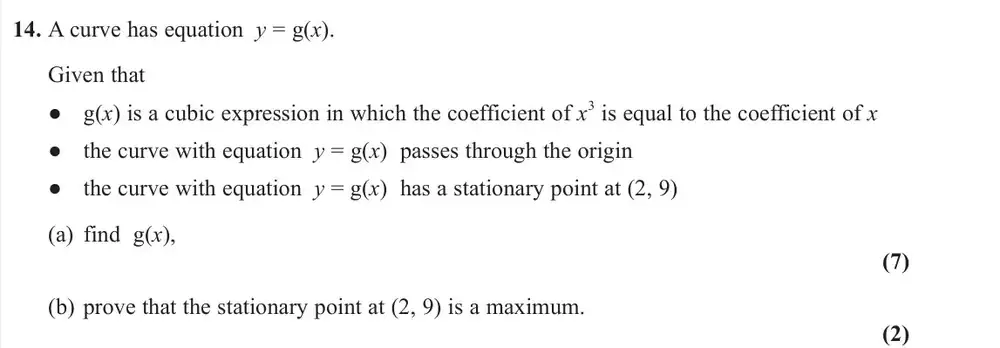 14. A curve has equation y = g(x).
Given that
● g(x) is a cubic expression in which the coefficient of x³ is equal to the coefficient of x
● the curve with equation y = g(x) passes through the origin
● the curve with equation y = g(x) has a stationary point at (2, 9)
(a) find g(x),
(7)
(b) prove that the stationary point at (2, 9) is a maximum.
(2)